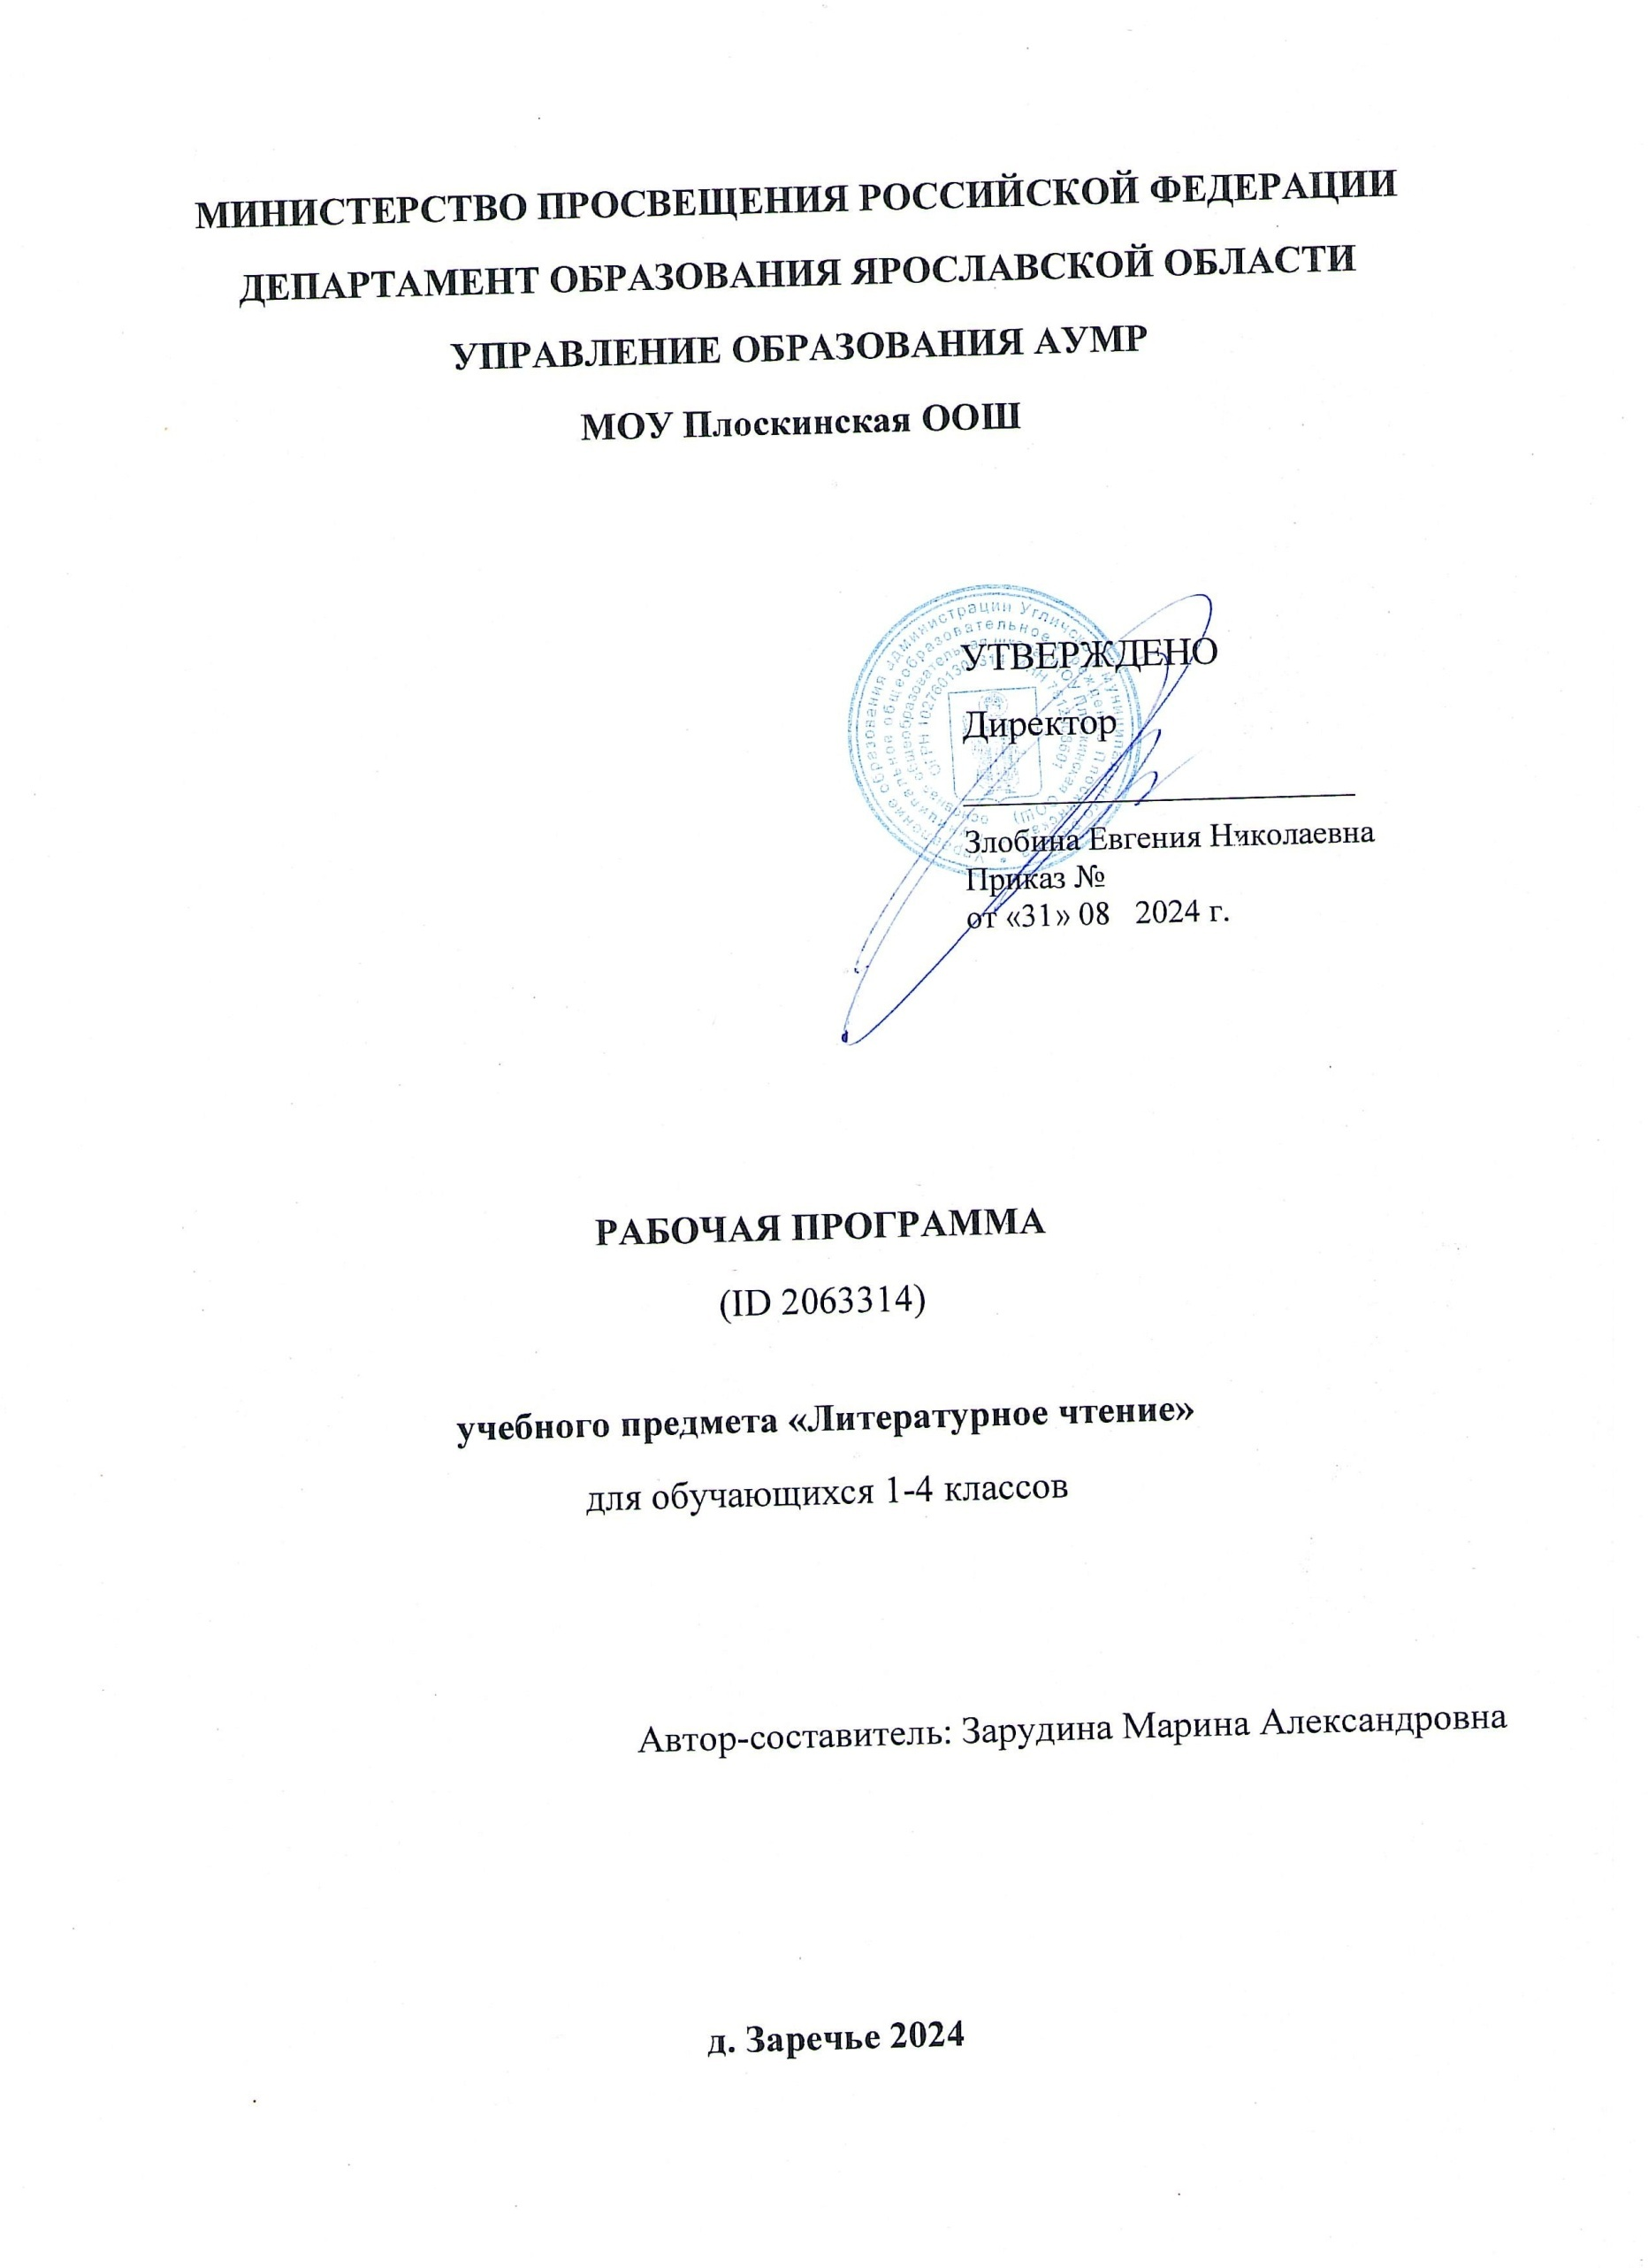 МИНИСТЕРСТВО ПРОСВЕЩЕНИЯ РОССИЙСКОЙ ФЕДЕРАЦИИ
ДЕПАРТАМЕНТ ОБРАЗОВАНИЯ ЯРОСЛАВСКОЙ ОБЛАСТИ
УПРАВЛЕНИЕ ОБРАЗОВАНИЯ АУМР
МОУ Плоскинская ООШ
УТВЕРЖДЕНО
Директор
Злобина Евгения Николаевна
Приказ №
от «31» 08 2024 г.
РАБОЧАЯ ПРОГРАММА
(ID 2063314)
учебного предмета «Литературное чтение»
для обучающихся 1-4 классов
Автор-составитель: Зарудина Марина Александровна
д. Заречье 2024